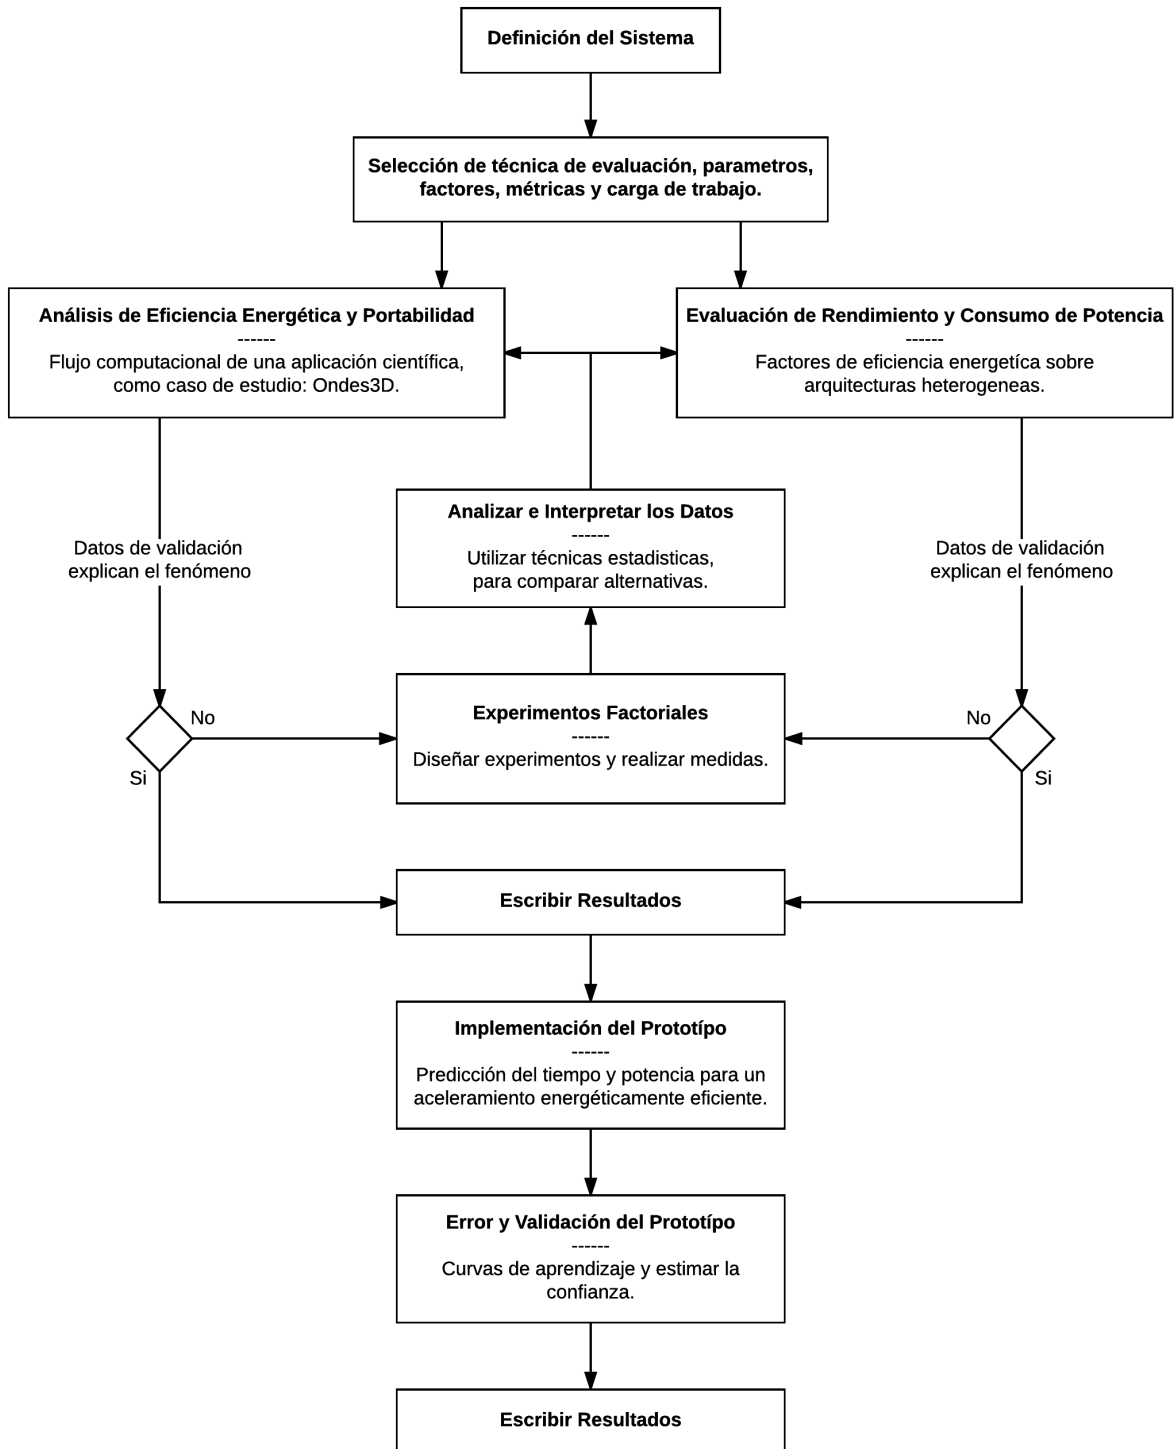 Definición del Sistema
Selección de técnica de evaluación, parametros,
factores, métricas y carga de trabajo.
Análisis de Eficiencia Energética y Portabilidad
------
Flujo computacional de una aplicación científica,
como caso de estudio: Ondes3D.
Evaluación de Rendimiento y Consumo de Potencia
------
Factores de eficiencia energetíca sobre
arquitecturas heterogeneas.
Analizar e Interpretar los Datos
------
Utilizar técnicas estadisticas,
para comparar alternativas.
Datos de validación
explican el fenómeno
Datos de validación
explican el fenómeno
No
Si
Experimentos Factoriales
------
Diseñar experimentos y realizar medidas.
No
Si
Escribir Resultados
Implementación del Prototípo
------
Predicción del tiempo y potencia para un
aceleramiento energéticamente eficiente.
Error y Validación del Prototípo
------
Curvas de aprendizaje y estimar la
confianza.
Escribir Resultados